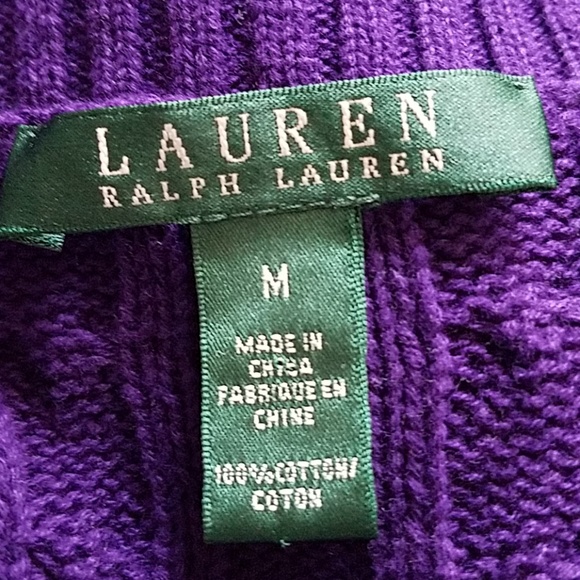 LAUREN
RALPH LAUREN
M
MADE IN
CHINA
FABRIQUE EN
CHINE
100% COTTON/
COTON